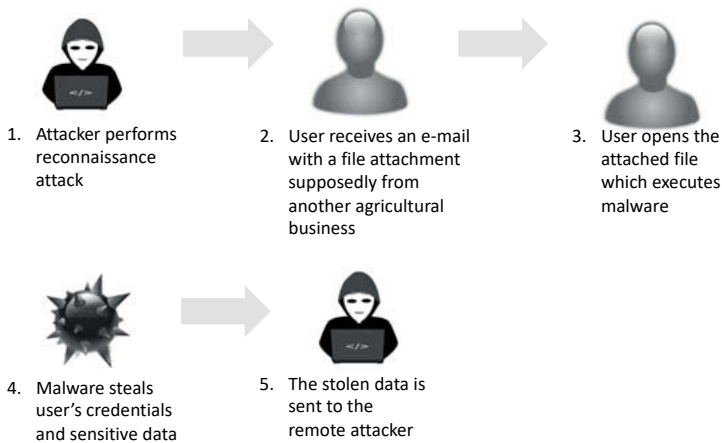 </>
1. Attacker performs
reconnaissance
attack
2. User receives an e-mail
with a file attachment
supposedly from
another agricultural
business
3. User opens the
attached file
which executes
malware
4. Malware steals
user's credentials
and sensitive data
</>
5. The stolen data is
sent to the
remote attacker